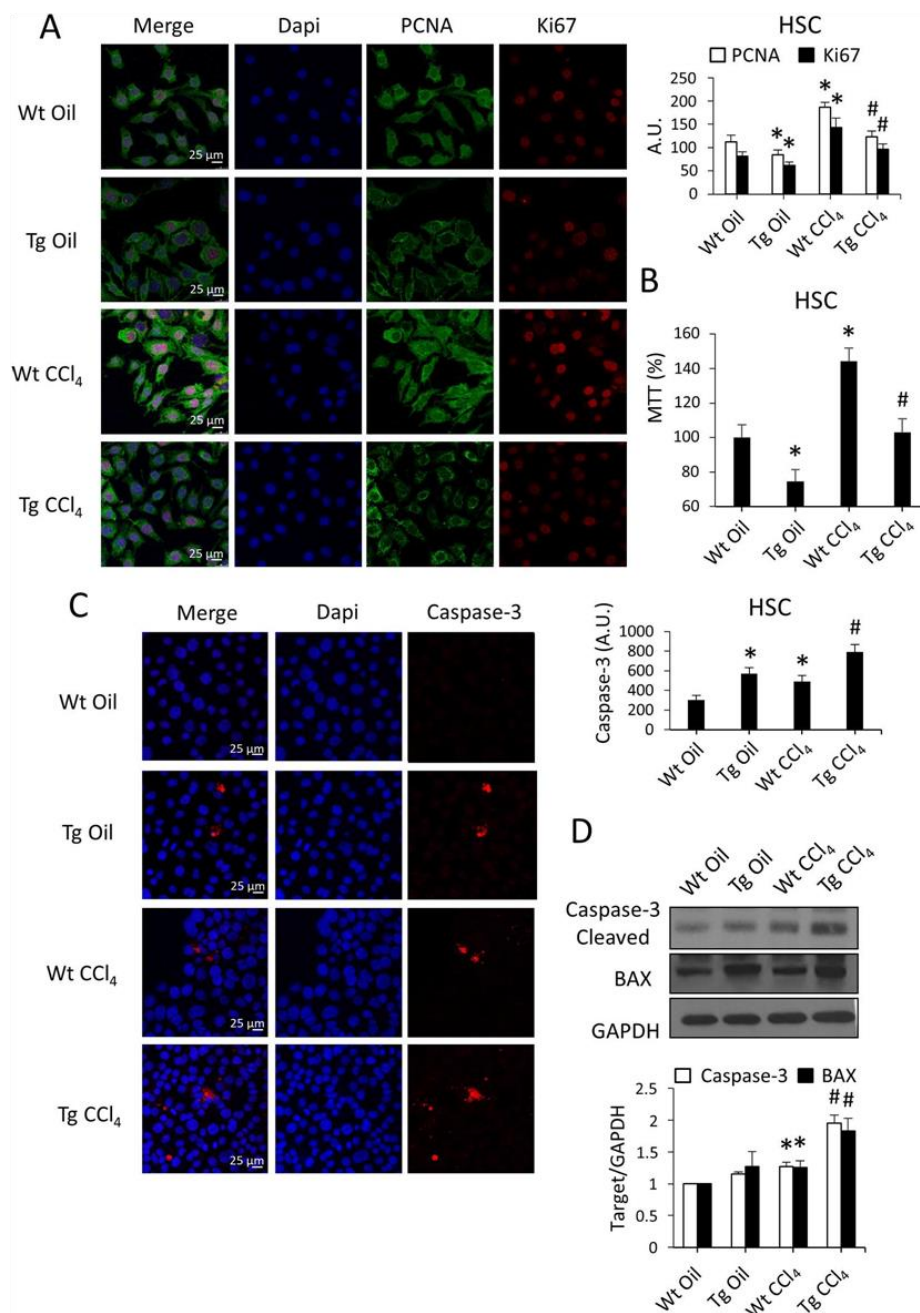 A
Merge Dapi PCNA Ki67
Wt Oil
25 µm
Tg Oil
25 µm
Wt CCl₄
25 µm
Tg CCl₄
25 µm
HSC
PCNA Ki67
A.U.
250
200
150
100
50
0
* * * * # #
Wt Oil Tg Oil Wt CCl₄ Tg CCl₄
B
HSC
MTT (%)
160
140
120
100
80
60
* * #
Wt Oil Tg Oil Wt CCl₄ Tg CCl₄
C
Merge Dapi Caspase-3
Wt Oil
25 µm
Tg Oil
25 µm
Wt CCl₄
25 µm
Tg CCl₄
25 µm
HSC
Caspase-3 (A.U.)
1000
800
600
400
200
0
* * #
Wt Oil Tg Oil Wt CCl₄ Tg CCl₄
D
Wt Oil Tg Oil Wt CCl₄ Tg CCl₄
Caspase-3
Cleaved
BAX
GAPDH
Caspase-3 BAX
Target/GAPDH
2.5
2
1.5
1
0.5
0
** # #
Wt Oil Tg Oil Wt CCl₄ Tg CCl₄